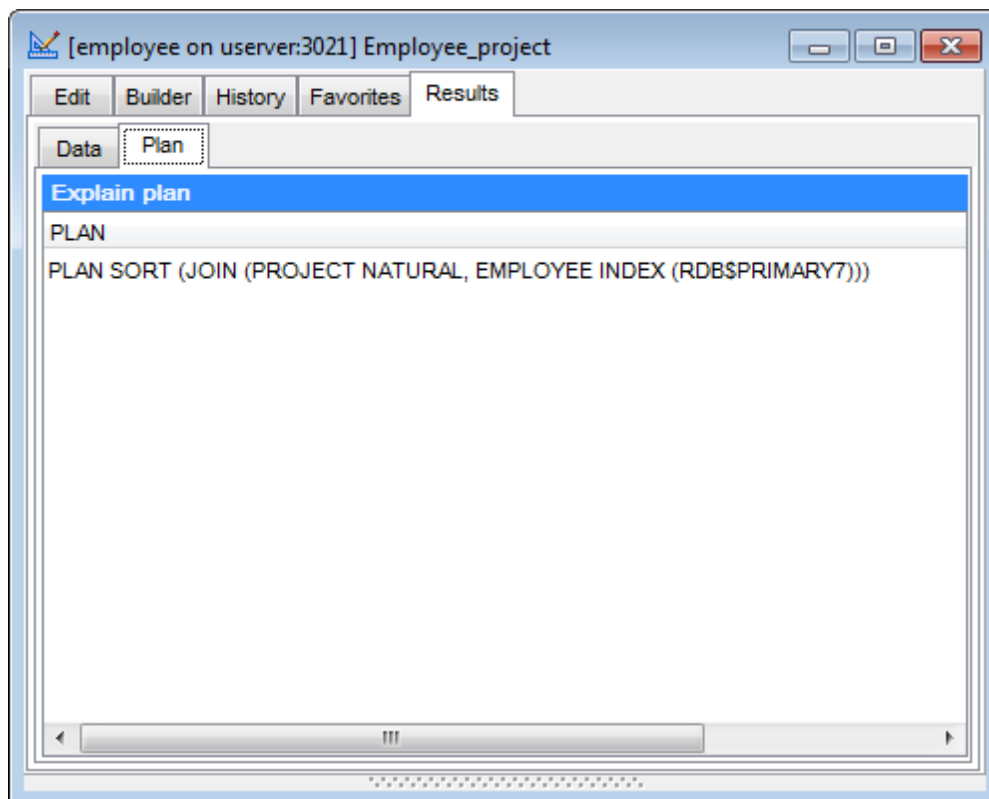 [employee on userver:3021] Employee_project
Edit Builder History Favorites Results
Data Plan
Explain plan
PLAN
PLAN SORT (JOIN (PROJECT NATURAL, EMPLOYEE INDEX (RDB$PRIMARY7)))